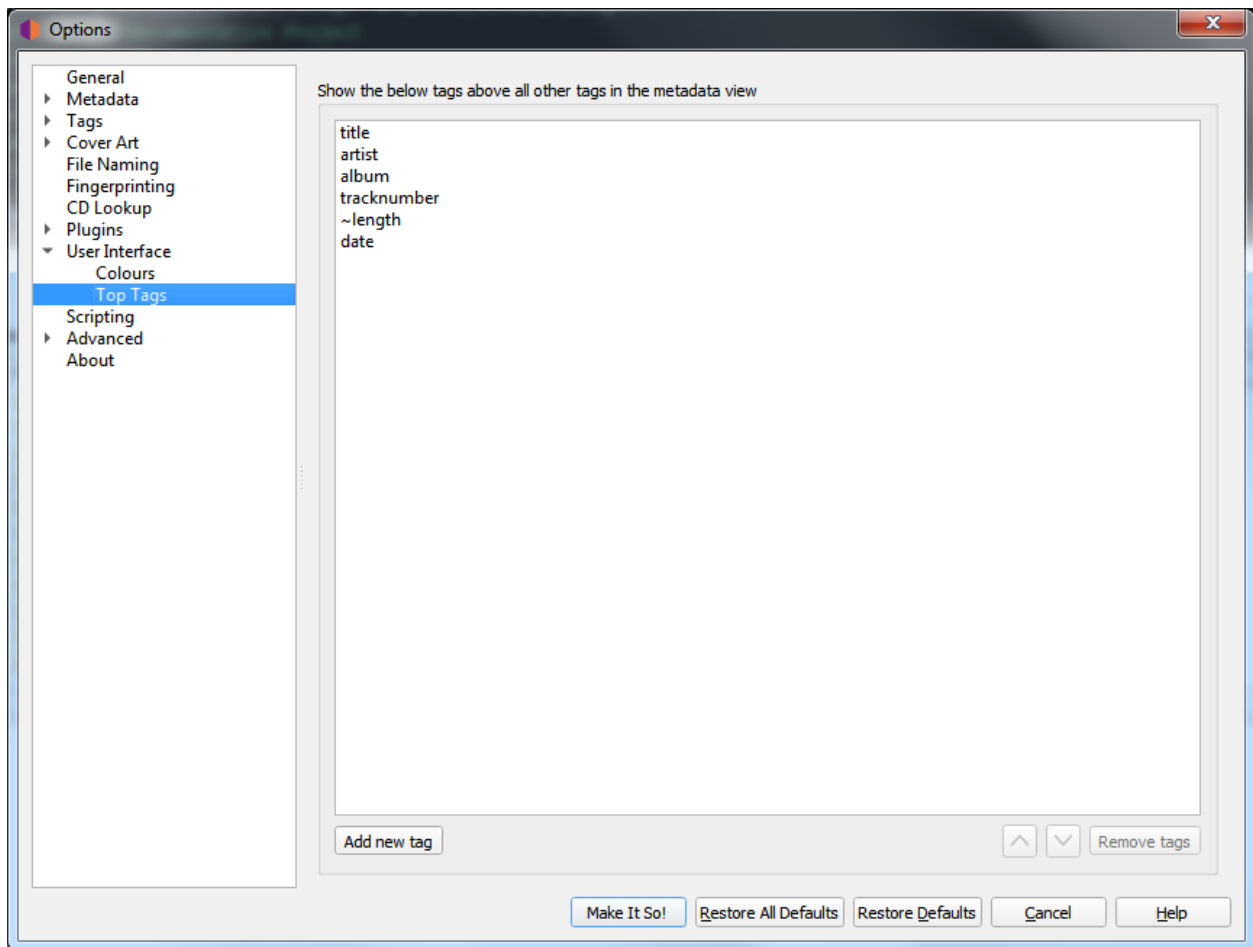 Options
General
Metadata
Tags
Cover Art
File Naming
Fingerprinting
CD Lookup
Plugins
User Interface
Colours
Top Tags
Scripting
Advanced
About
Show the below tags above all other tags in the metadata view
title
artist
album
tracknumber
~length
date
Add new tag
Remove tags
Make It So!
Restore All Defaults
Restore Defaults
Cancel
Help